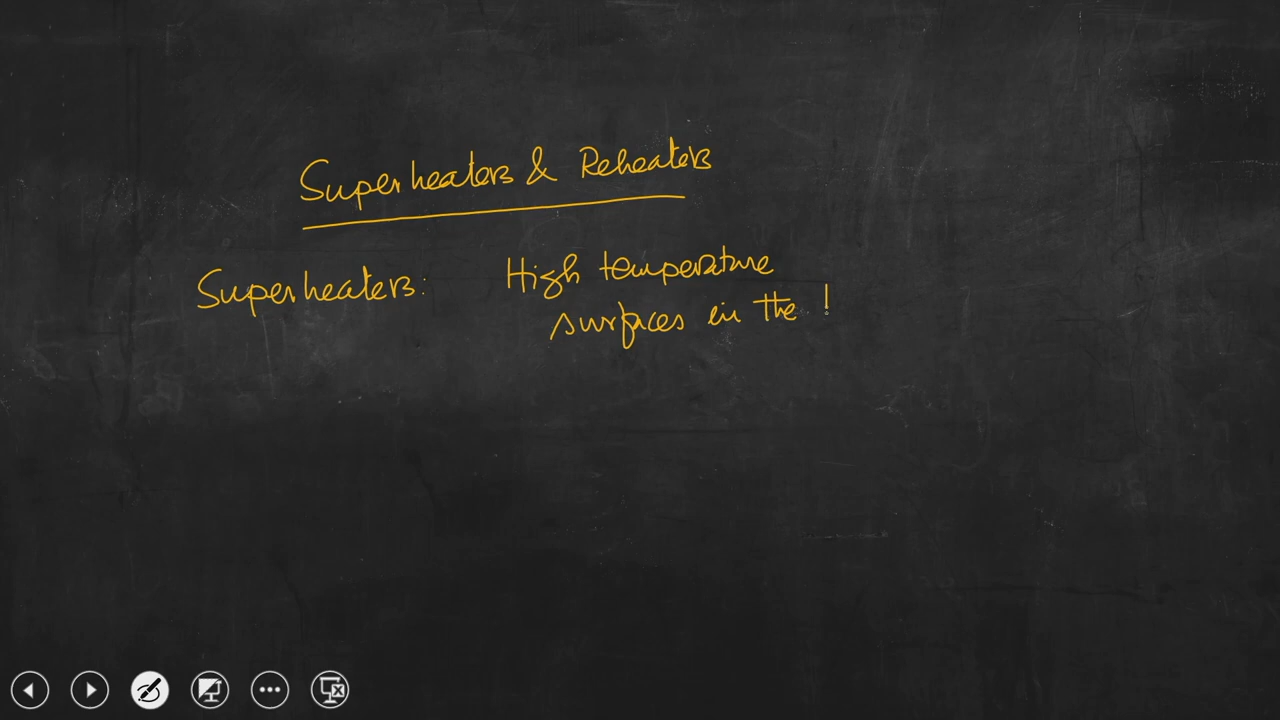 Superheaters & Reheaters
Superheaters: High temperature
surfaces in the